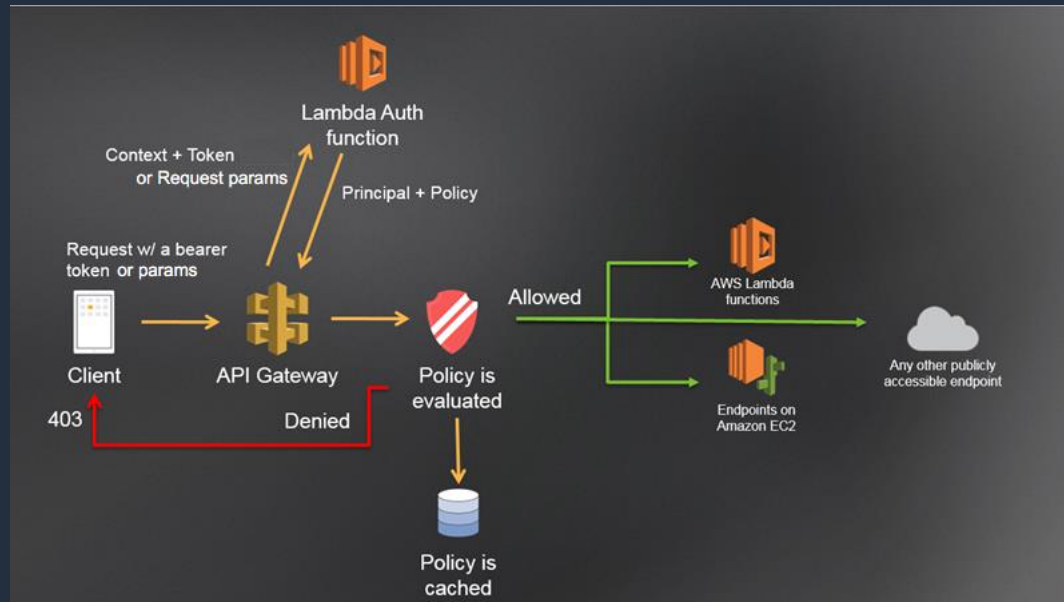 Lambda Auth
function
Context + Token
or Request params
Principal + Policy
Request w/ a bearer
token or params
Client
API Gateway
Policy is
evaluated
Allowed
AWS Lambda
functions
Any other publicly
accessible endpoint
Endpoints on
Amazon EC2
403
Denied
Policy is
cached